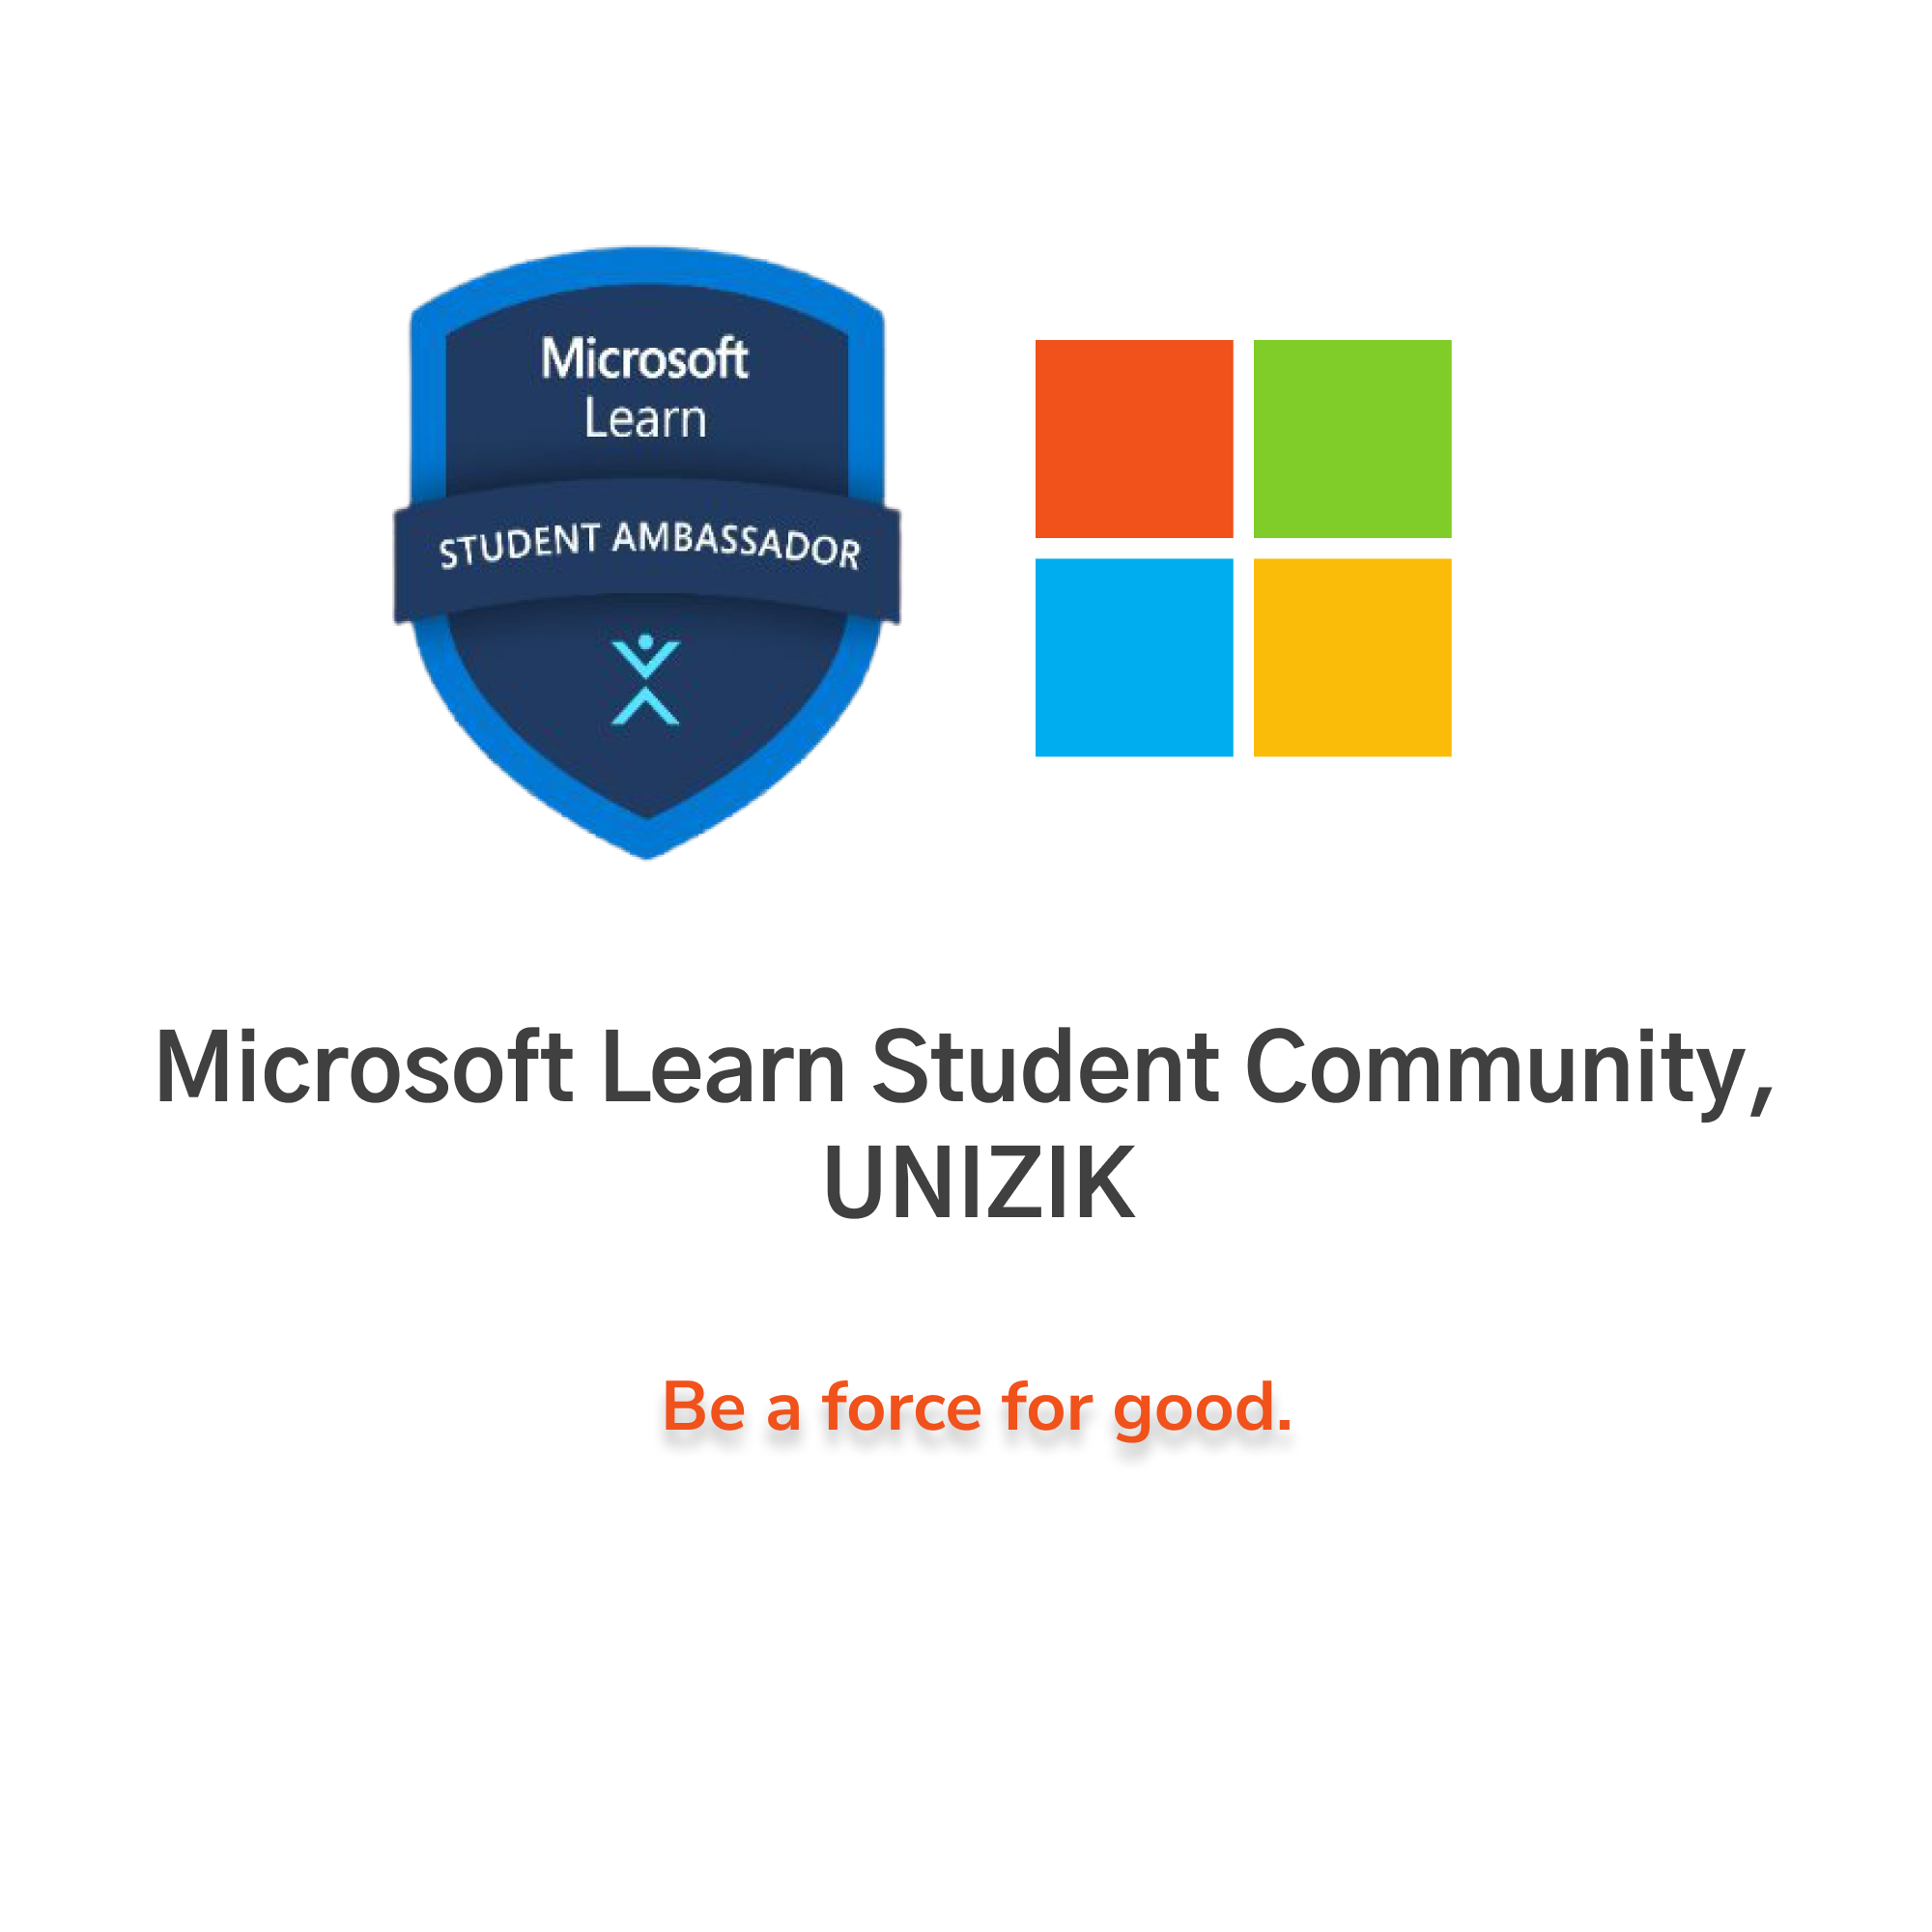 Microsoft
Learn
STUDENT AMBASSADOR
Microsoft Learn Student Community,
UNIZIK
Be a force for good.